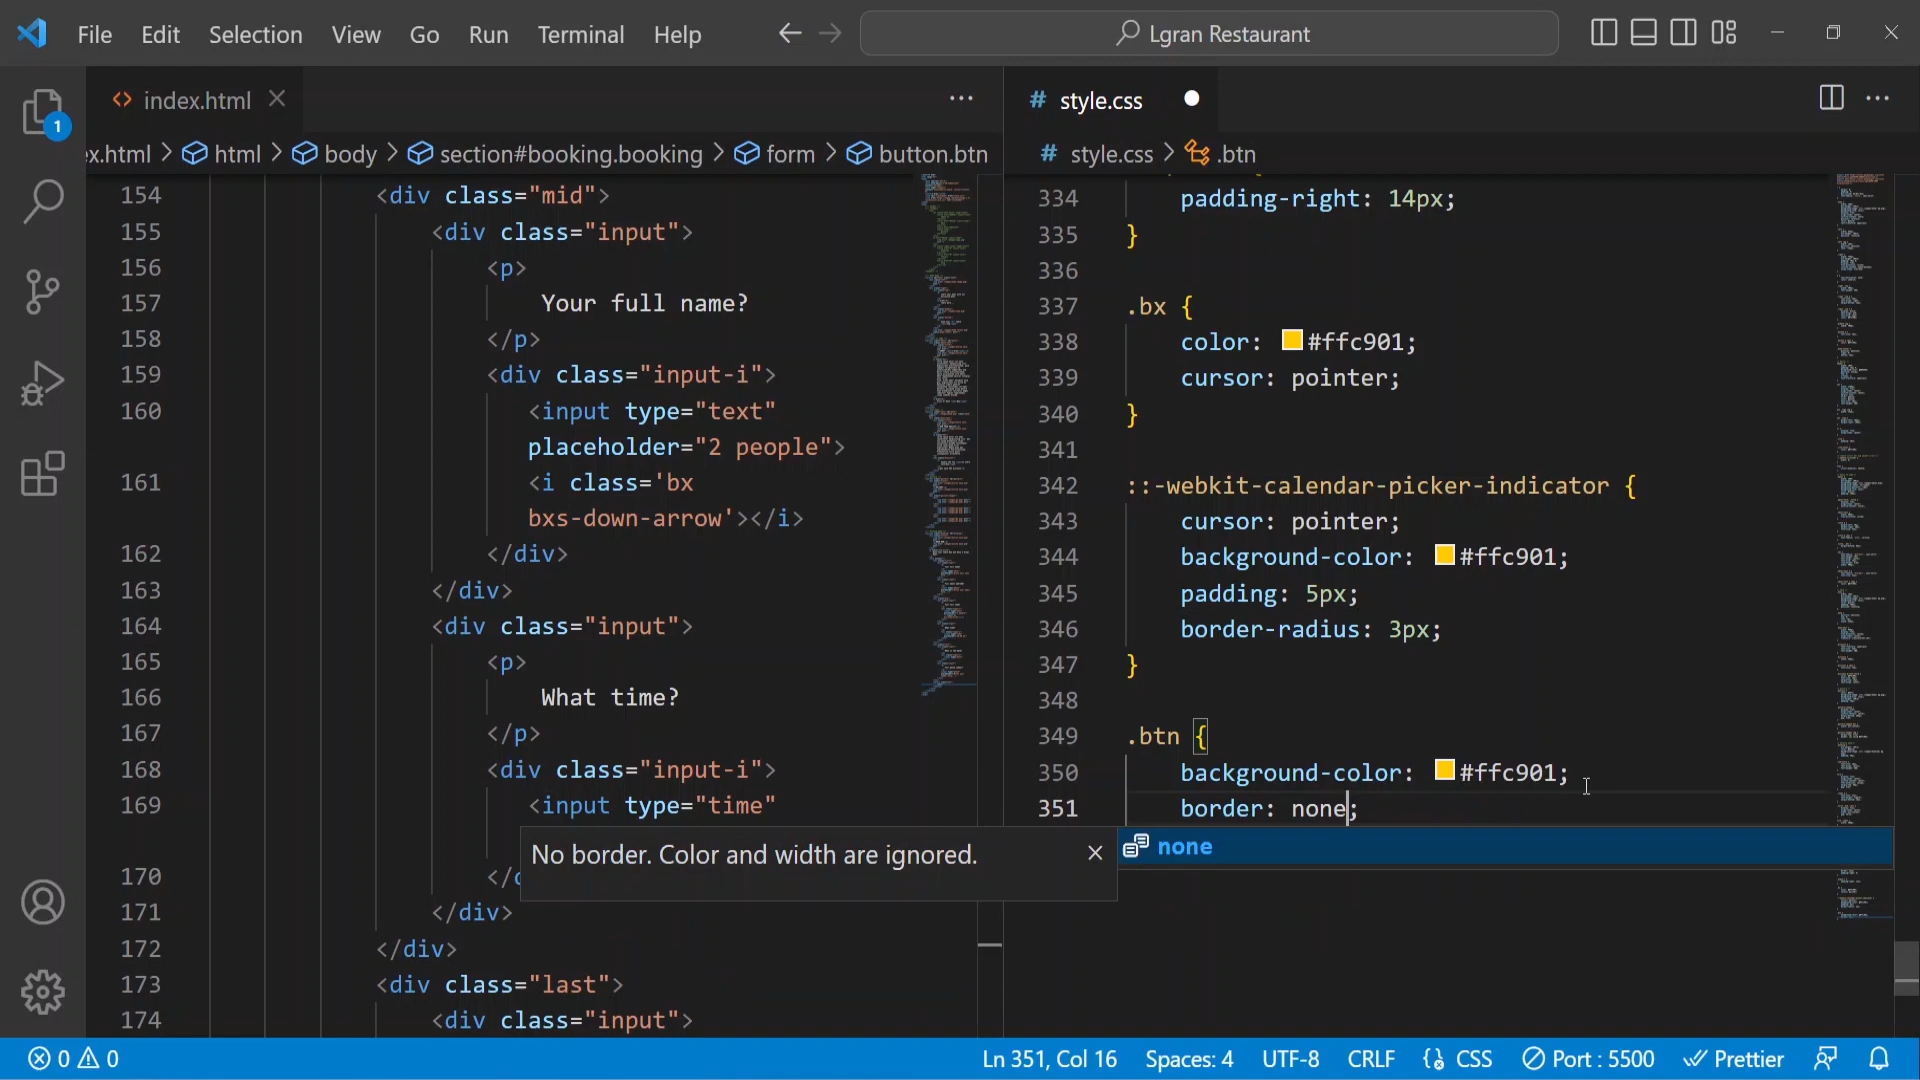 File Edit Selection View Go Run Terminal Help Lgran Restaurant
index.html
x.html > html > body > section#booking.booking > form > button.btn
154 <div class="mid">
155 <div class="input">
156 <p>
157 Your full name?
158 </p>
159 <div class="input-i">
160 <input type="text"
placeholder="2 people">
161 <i class='bx
bxs-down-arrow'></i>
162 </div>
163 </div>
164 <div class="input">
165 <p>
166 What time?
167 </p>
168 <div class="input-i">
169 <input type="time"
170
171 </div>
172 </div>
173 <div class="last">
174 <div class="input">
# style.css
# style.css > .btn
334 padding-right: 14px;
335 }
336
337 .bx {
338 color: #ffc901;
339 cursor: pointer;
340 }
341
342 ::-webkit-calendar-picker-indicator {
343 cursor: pointer;
344 background-color: #ffc901;
345 padding: 5px;
346 border-radius: 3px;
347 }
348
349 .btn {
350 background-color: #ffc901;
351 border: none;
No border. Color and width are ignored.
none
1
0 0 Ln 351, Col 16 Spaces: 4 UTF-8 CRLF {} CSS Port : 5500 Prettier